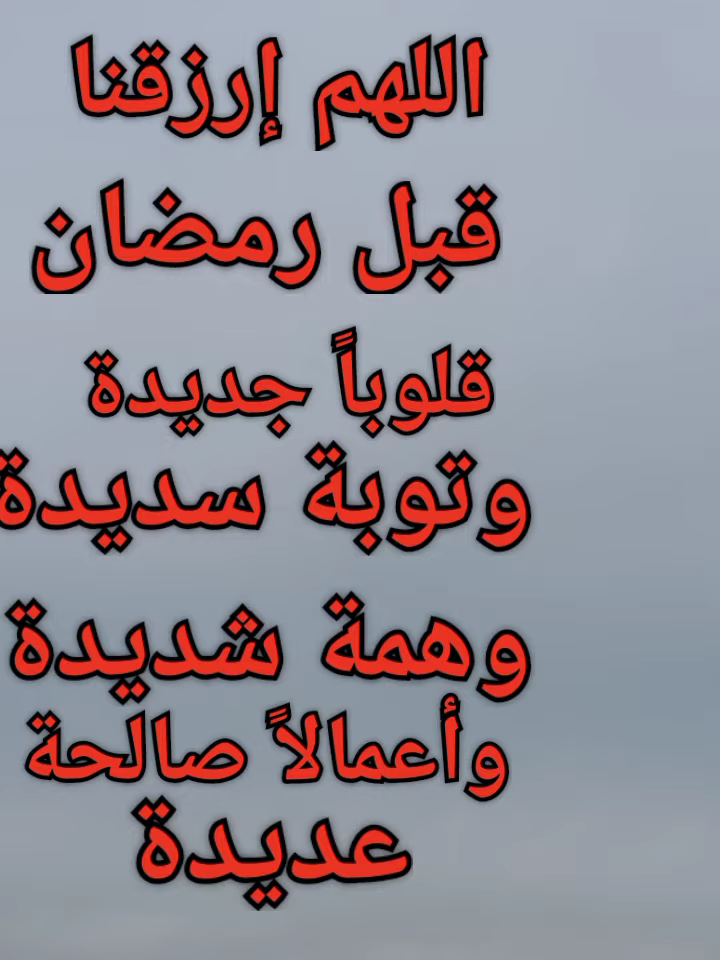 اللهم إرزقنا
قبل رمضان
قلوباً جديدة
وتوبة سديدة
وهمة شديدة
وأعمالاً صالحة
عديدة